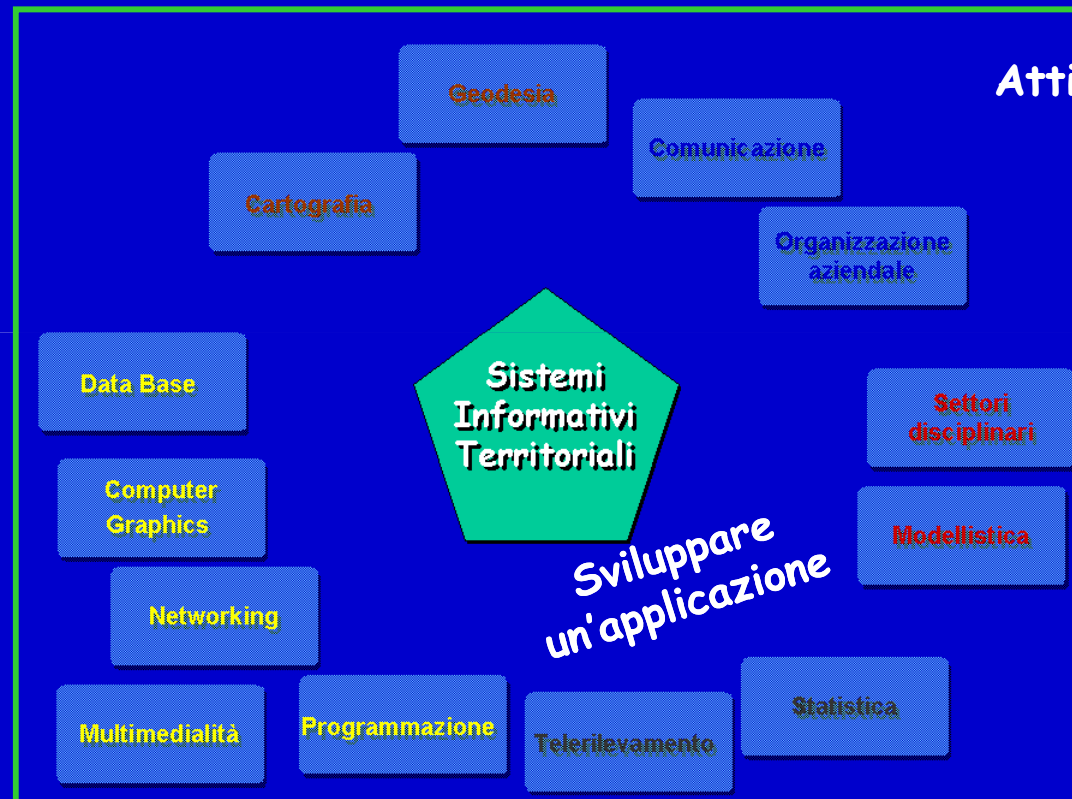 Geodesia
Atti
Comunicazione
Cartografia
Organizzazione
aziendale
Sistemi
Informativi
Territoriali
Data Base
Settori
disciplinari
Computer
Graphics
Modellistica
Sviluppare
un'applicazione
Networking
Statistica
Multimedialità
Programmazione
Telerilevamento